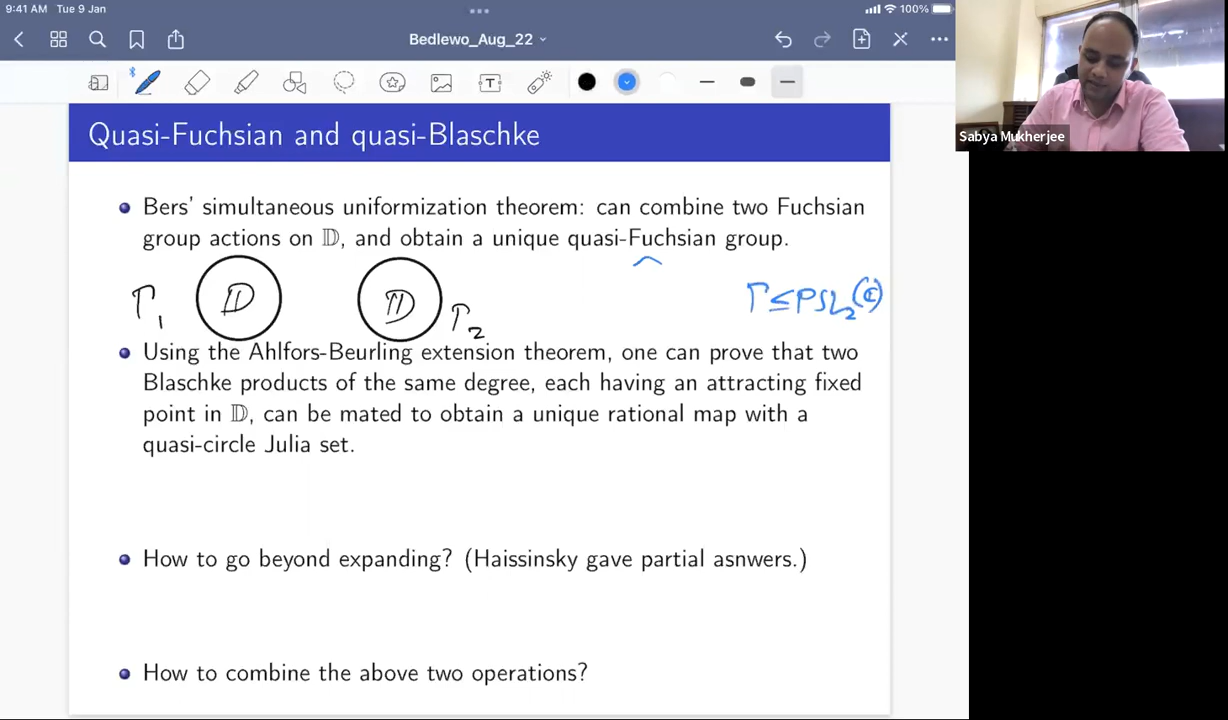 9:41 AM Tue 9 Jan
100%
Bedlewo_Aug_22
Sabya Mukherjee
Quasi-Fuchsian and quasi-Blaschke
Bers' simultaneous uniformization theorem: can combine two Fuchsian
group actions on 𝔻, and obtain a unique quasi-Fuchsian group.
Γ₁ 𝔻 𝔻 Γ₂ Γ ≤ PSL₂(ℂ)
Using the Ahlfors-Beurling extension theorem, one can prove that two
Blaschke products of the same degree, each having an attracting fixed
point in 𝔻, can be mated to obtain a unique rational map with a
quasi-circle Julia set.
How to go beyond expanding? (Haissinsky gave partial asnwers.)
How to combine the above two operations?